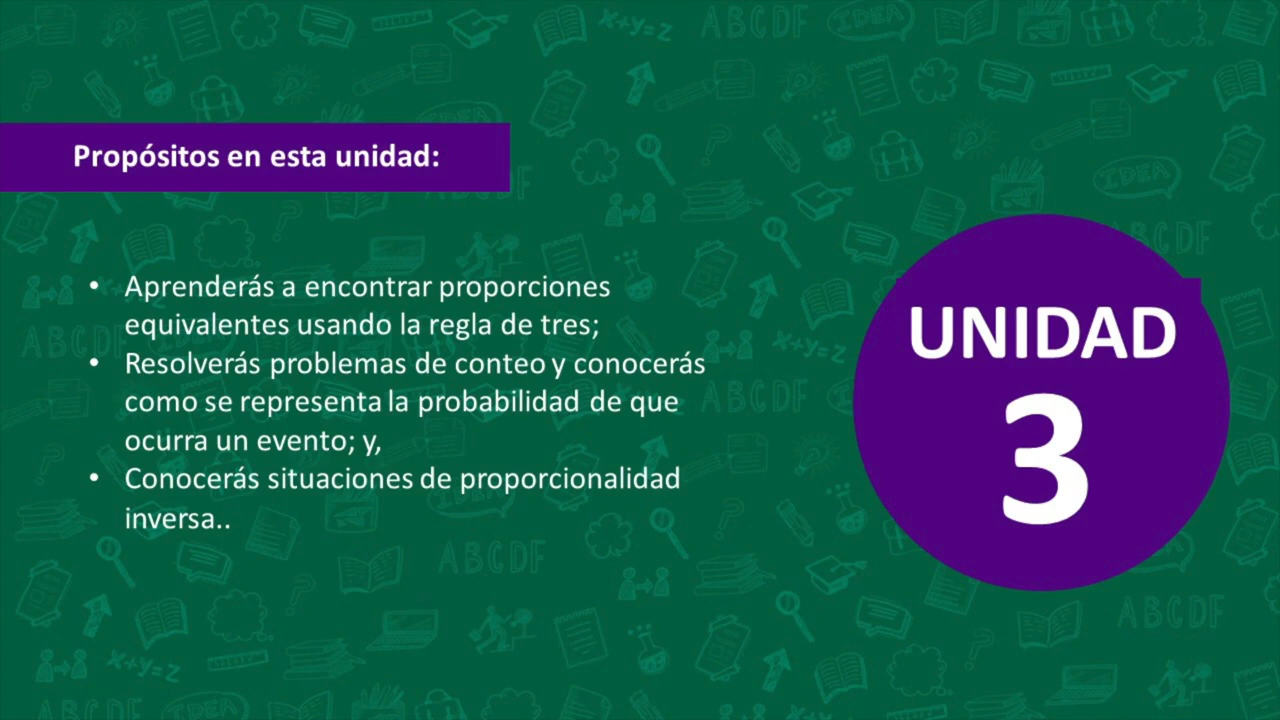 Propósitos en esta unidad:
• Aprenderás a encontrar proporciones
equivalentes usando la regla de tres;
• Resolverás problemas de conteo y conocerás
como se representa la probabilidad de que
ocurra un evento; y,
• Conocerás situaciones de proporcionalidad
inversa..
UNIDAD
3